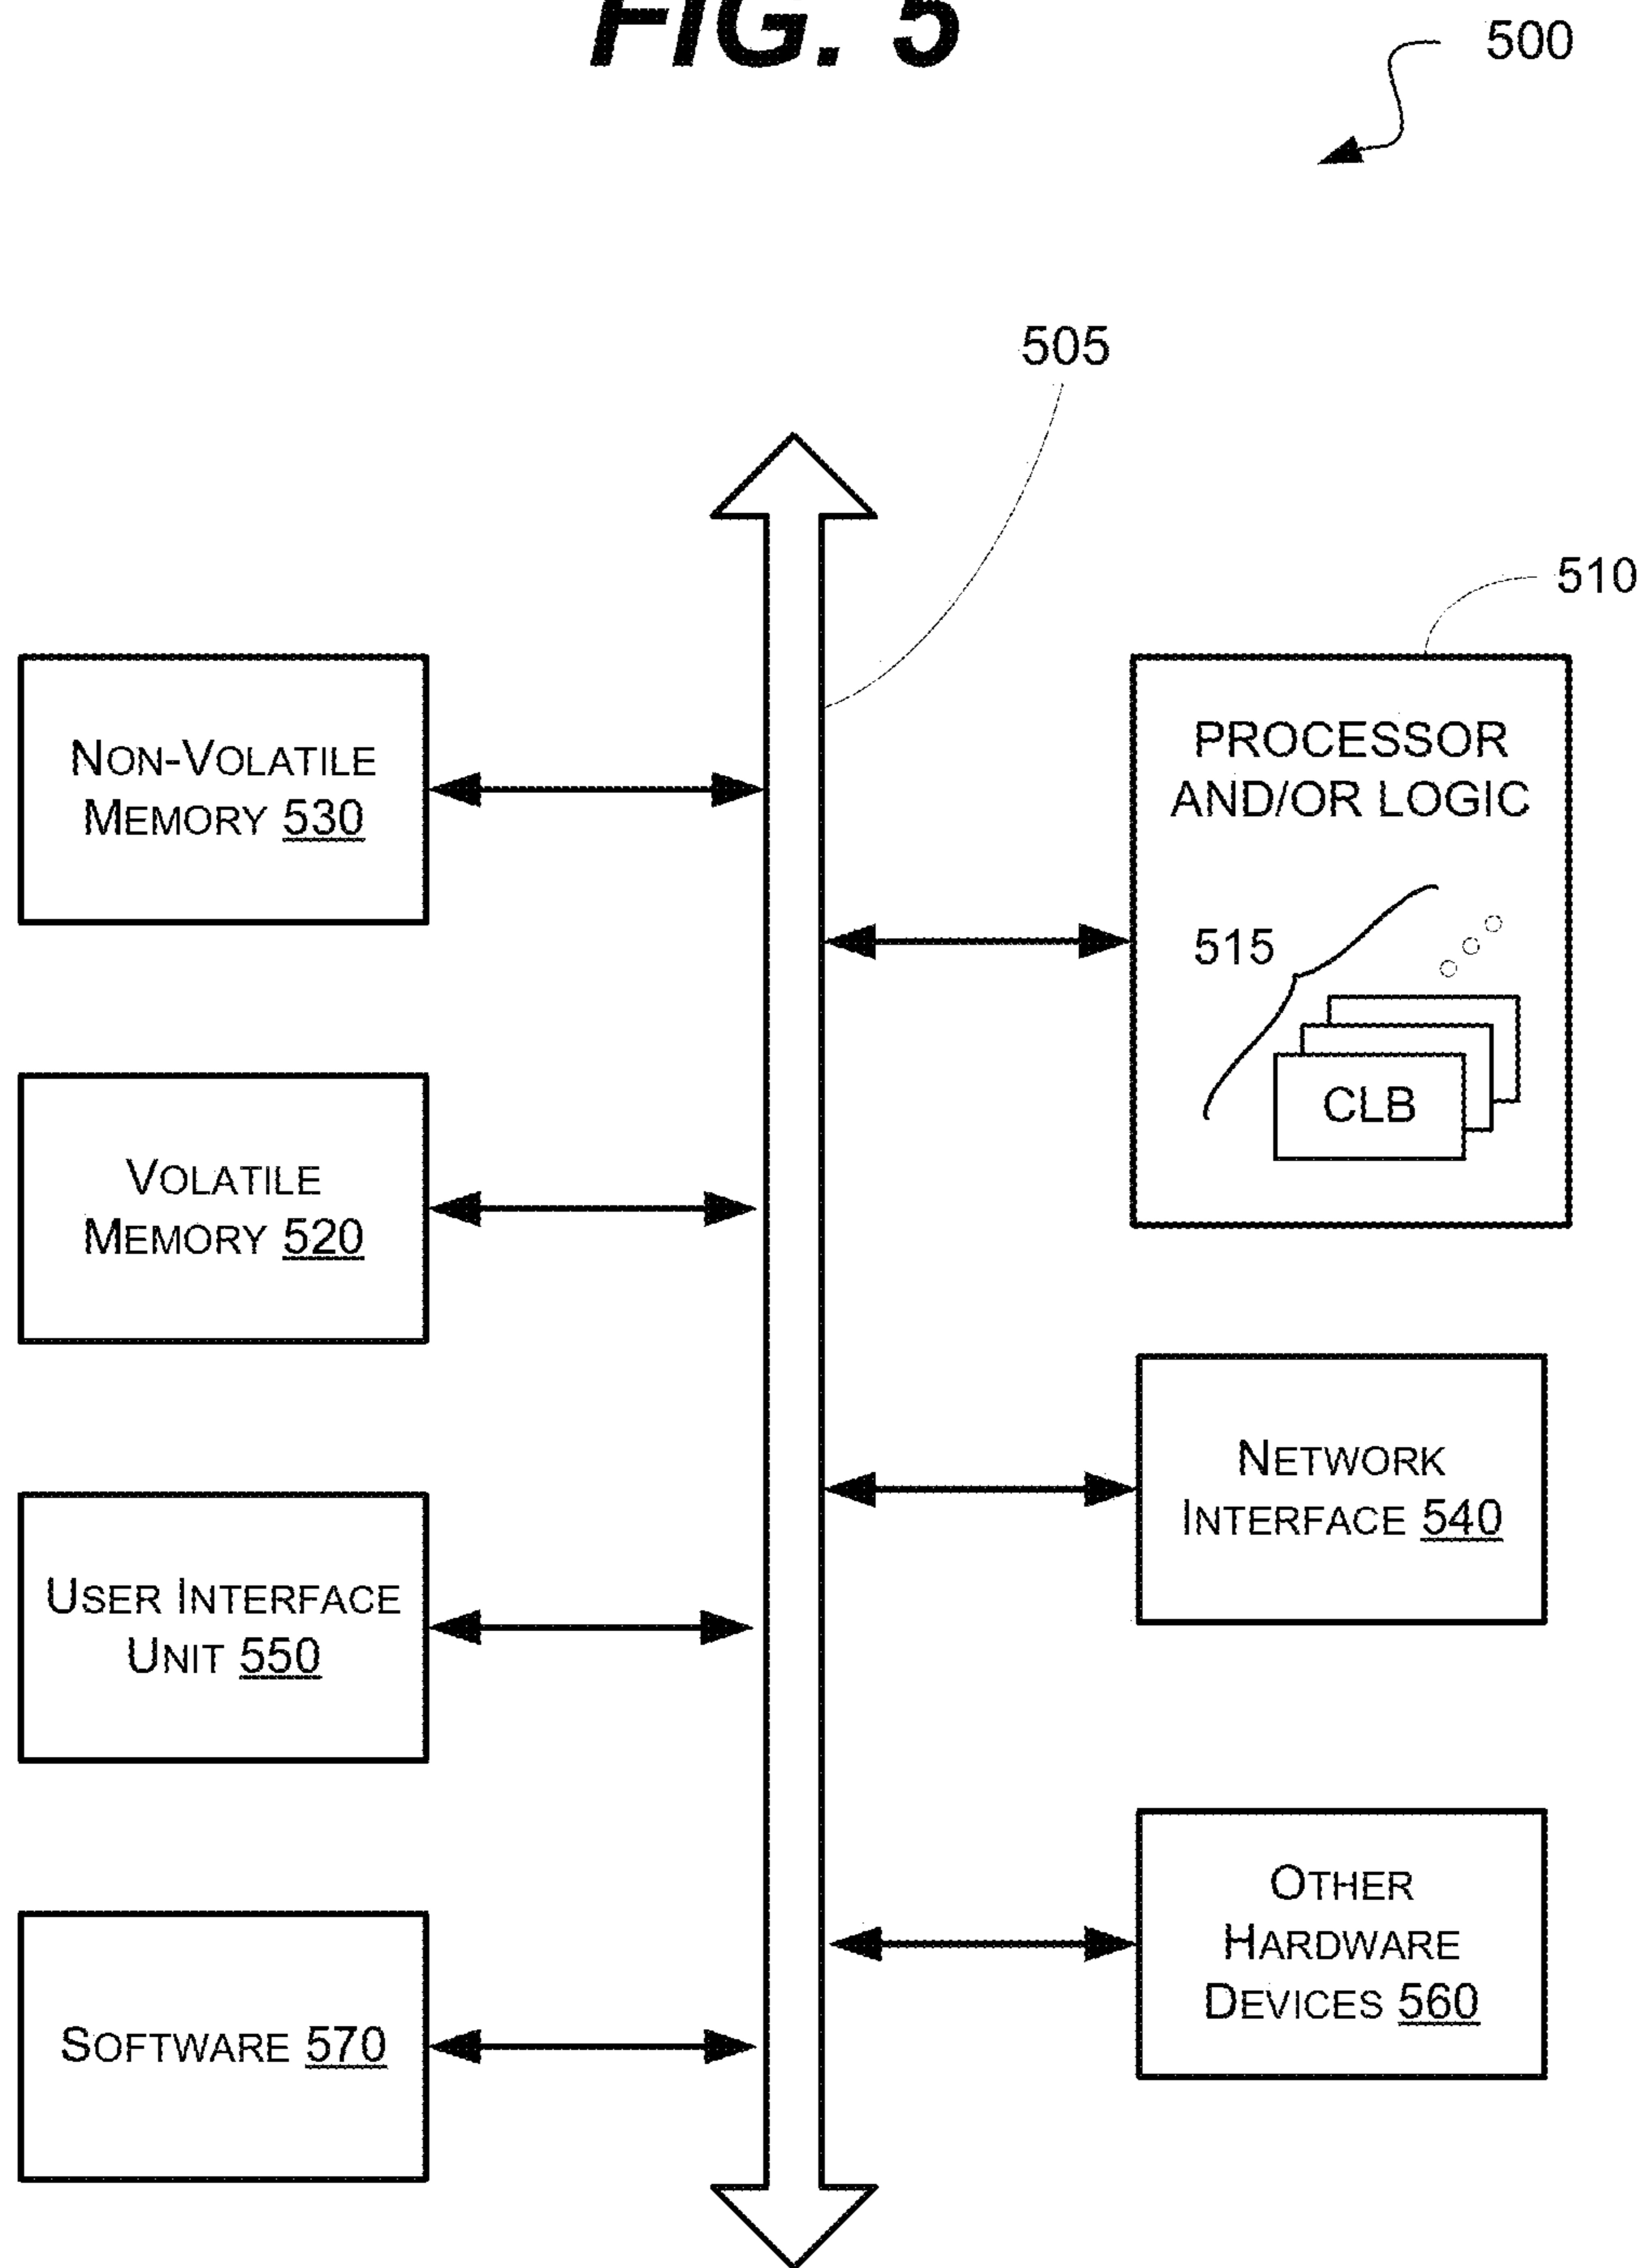 FIG. 5
500
505
510
NON-VOLATILE
MEMORY 530
PROCESSOR
AND/OR LOGIC
515
CLB
VOLATILE
MEMORY 520
NETWORK
INTERFACE 540
USER INTERFACE
UNIT 550
OTHER
HARDWARE
DEVICES 560
SOFTWARE 570